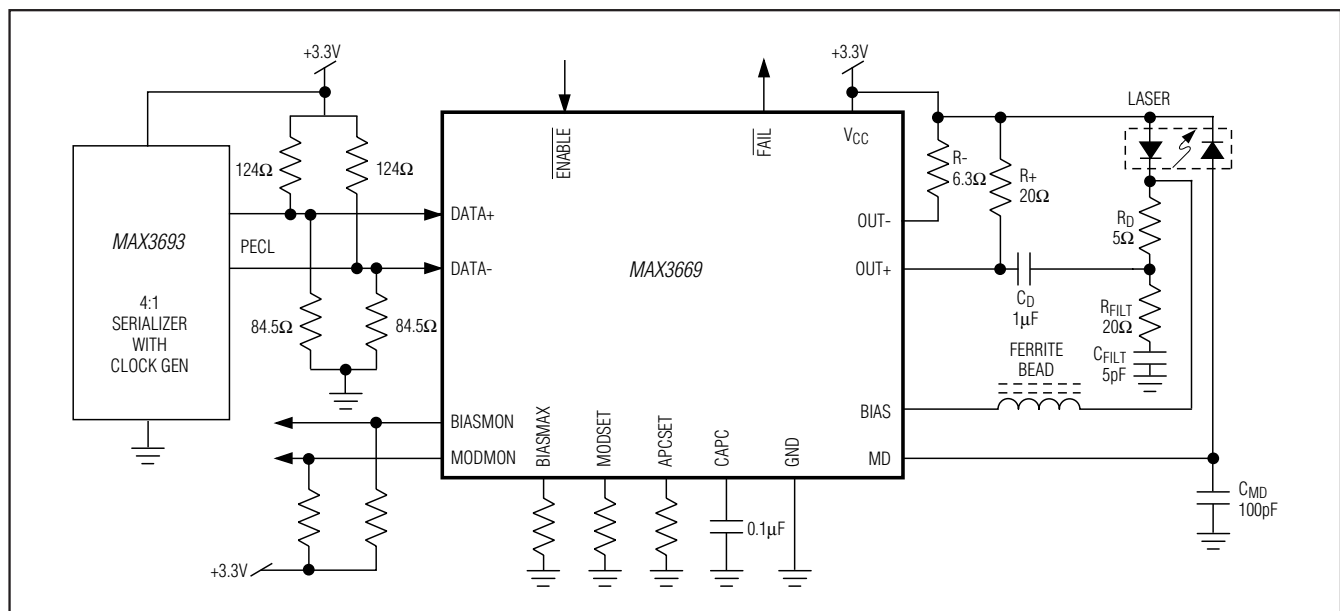 +3.3V
+3.3V
LASER
124Ω
124Ω
ENABLE
FAIL
VCC
R-
6.3Ω
R+
20Ω
MAX3693
4:1
SERIALIZER
WITH
CLOCK GEN
PECL
DATA+
DATA-
MAX3669
OUT-
OUT+
RD
5Ω
CD
1µF
RFILT
20Ω
CFILT
5pF
84.5Ω
84.5Ω
FERRITE
BEAD
BIASMON
MODMON
BIASMAX
MODSET
APCSET
CAPC
GND
BIAS
MD
CMD
100pF
0.1µF
+3.3V